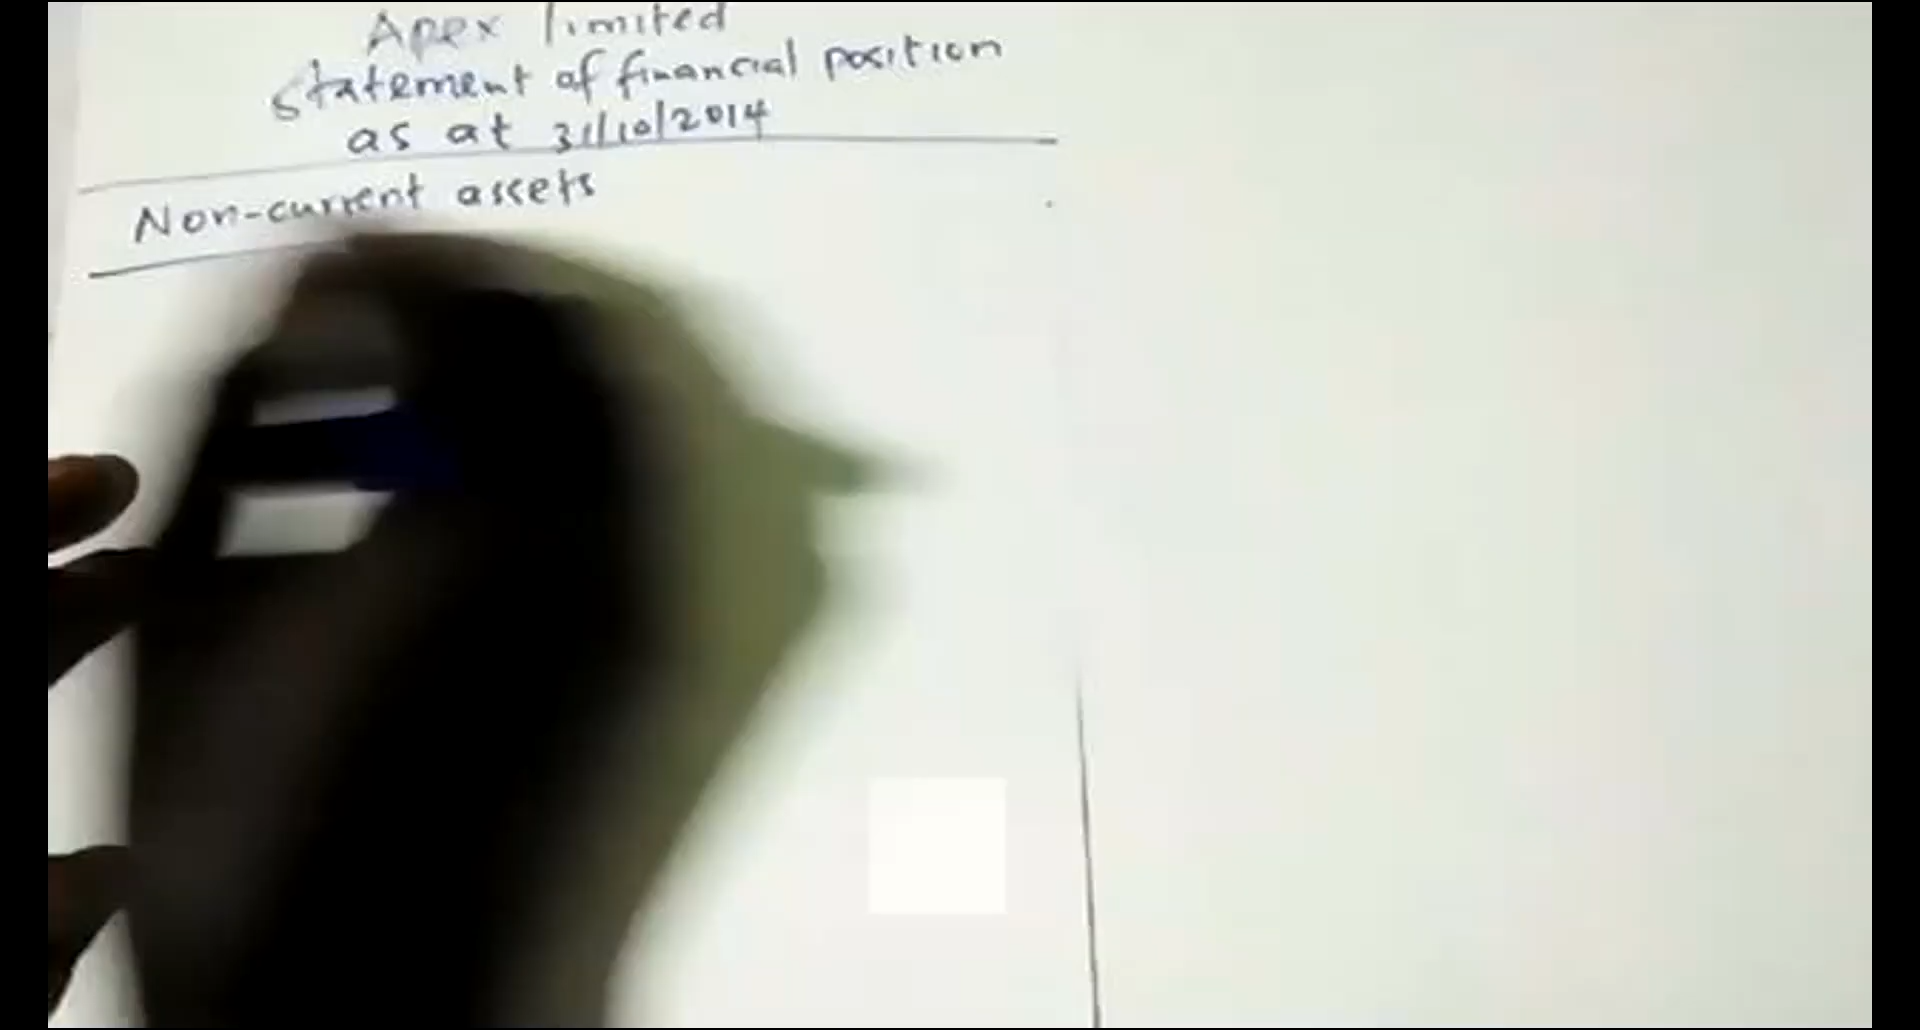 Apex limited
statement of financial position
as at 31/10/2014
Non-current assets